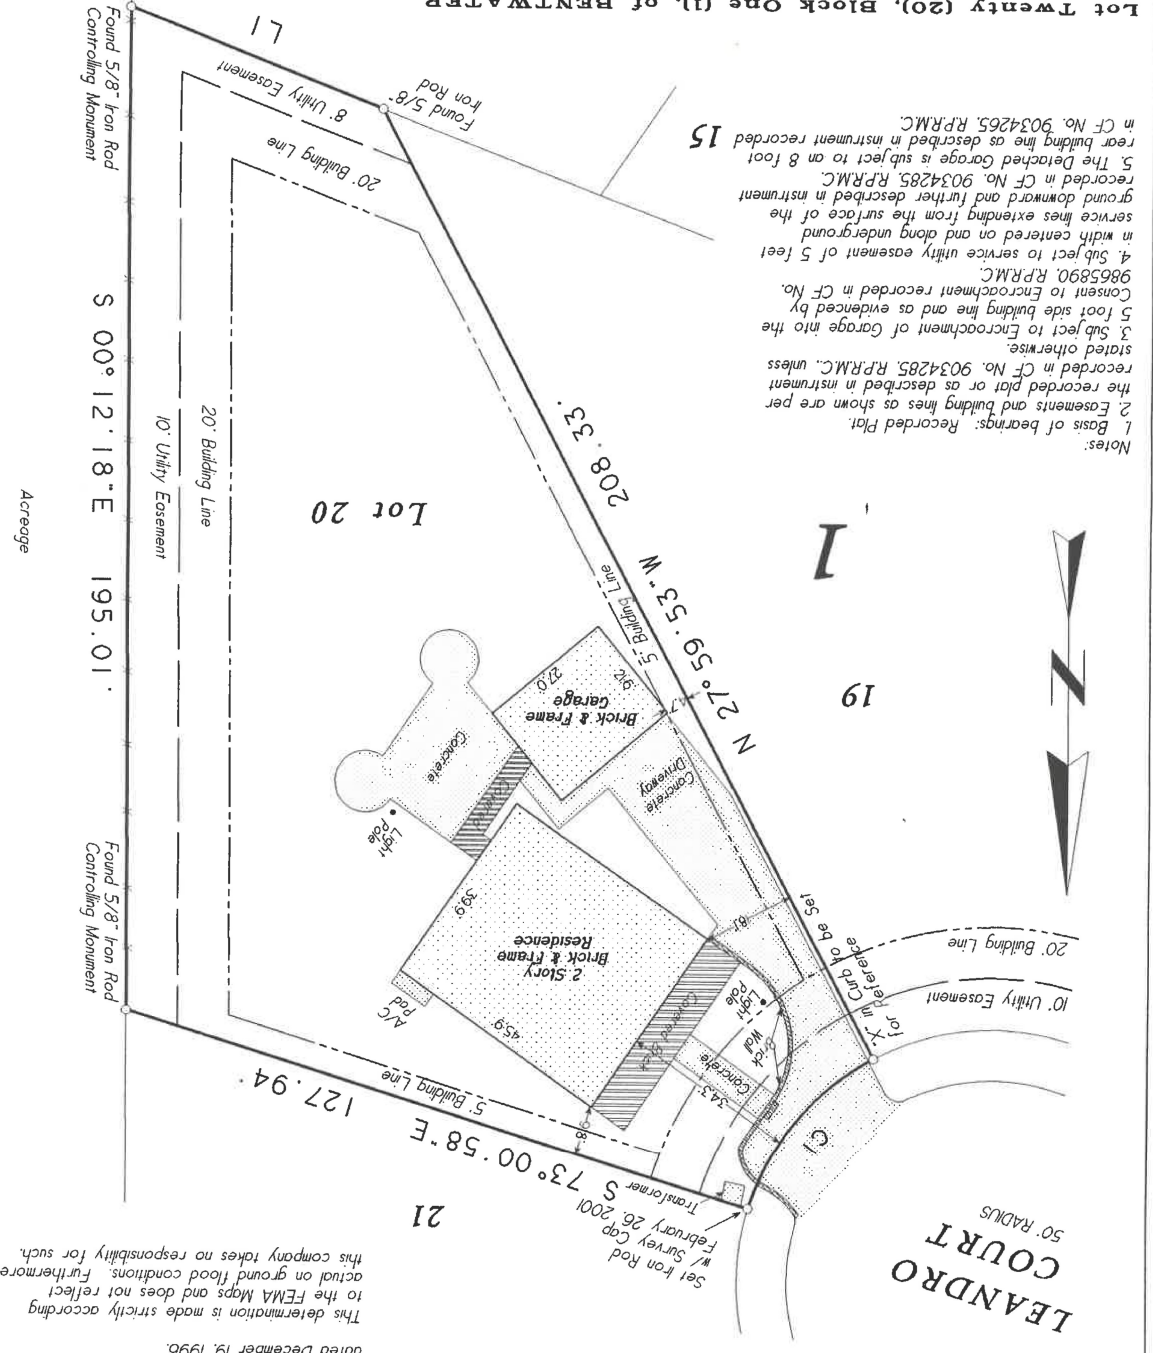 dated December 19, 1996.
This determination is made strictly according
to the FEMA Maps and does not reflect
actual on ground flood conditions. Furthermore
this company takes no responsibility for such.
LEANDRO
COURT
50' RADIUS
21
Set Iron Rod
w/ Survey Cap
February 26, 2001
Transformer
S 73° 00' 58" E
127.94'
5' Building Line
C1
"X" in Curb to be Set
for Reference
10' Utility Easement
20' Building Line
Concrete
34.3'
Brick
Wall
Light
Pole
Covered Brick
8.1'
45.9'
A/C
Pad
2 Story
Brick & Frame
Residence
39.9'
Found 5/8" Iron Rod
Controlling Monument
Light
Pole
Covered
Concrete
Concrete
Driveway
Brick & Frame
Garage
27.0
N
19
1
N 27° 59' 53" W
208.33'
5' Building Line
Lot 20
S 00° 12' 18" E 195.01'
20' Building Line
10' Utility Easement
Acreage
Notes:
1. Basis of bearings: Recorded Plat.
2. Easements and building lines as shown are per
the recorded plat or as described in instrument
recorded in CF No. 9034285, R.P.R.M.C., unless
stated otherwise.
3. Subject to Encroachment of Garage into the
5 foot side building line and as evidenced by
Consent to Encroachment recorded in CF No.
9865890, R.P.R.M.C.
4. Subject to service utility easement of 5 feet
in width centered on and along underground
service lines extending from the surface of the
ground downward and further described in instrument
recorded in CF No. 9034285, R.P.R.M.C.
5. The Detached Garage is subject to an 8 foot
rear building line as described in instrument recorded
in CF No. 9034265, R.P.R.M.C.
15
20' Building Line
8' Utility Easement
Found 5/8"
Iron Rod
L1
Found 5/8" Iron Rod
Controlling Monument
Lot Twenty (20), Block One (1), of BENTWATER